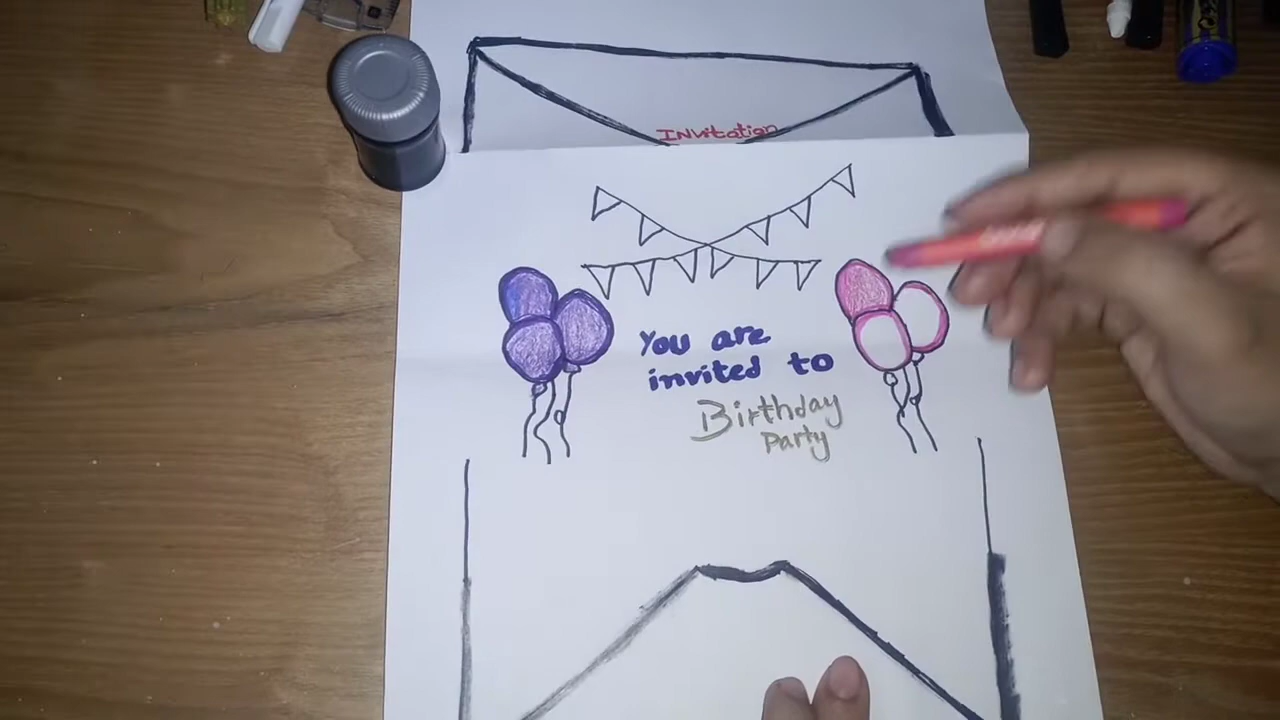 INVitation
You are
invited to
Birthday
Party